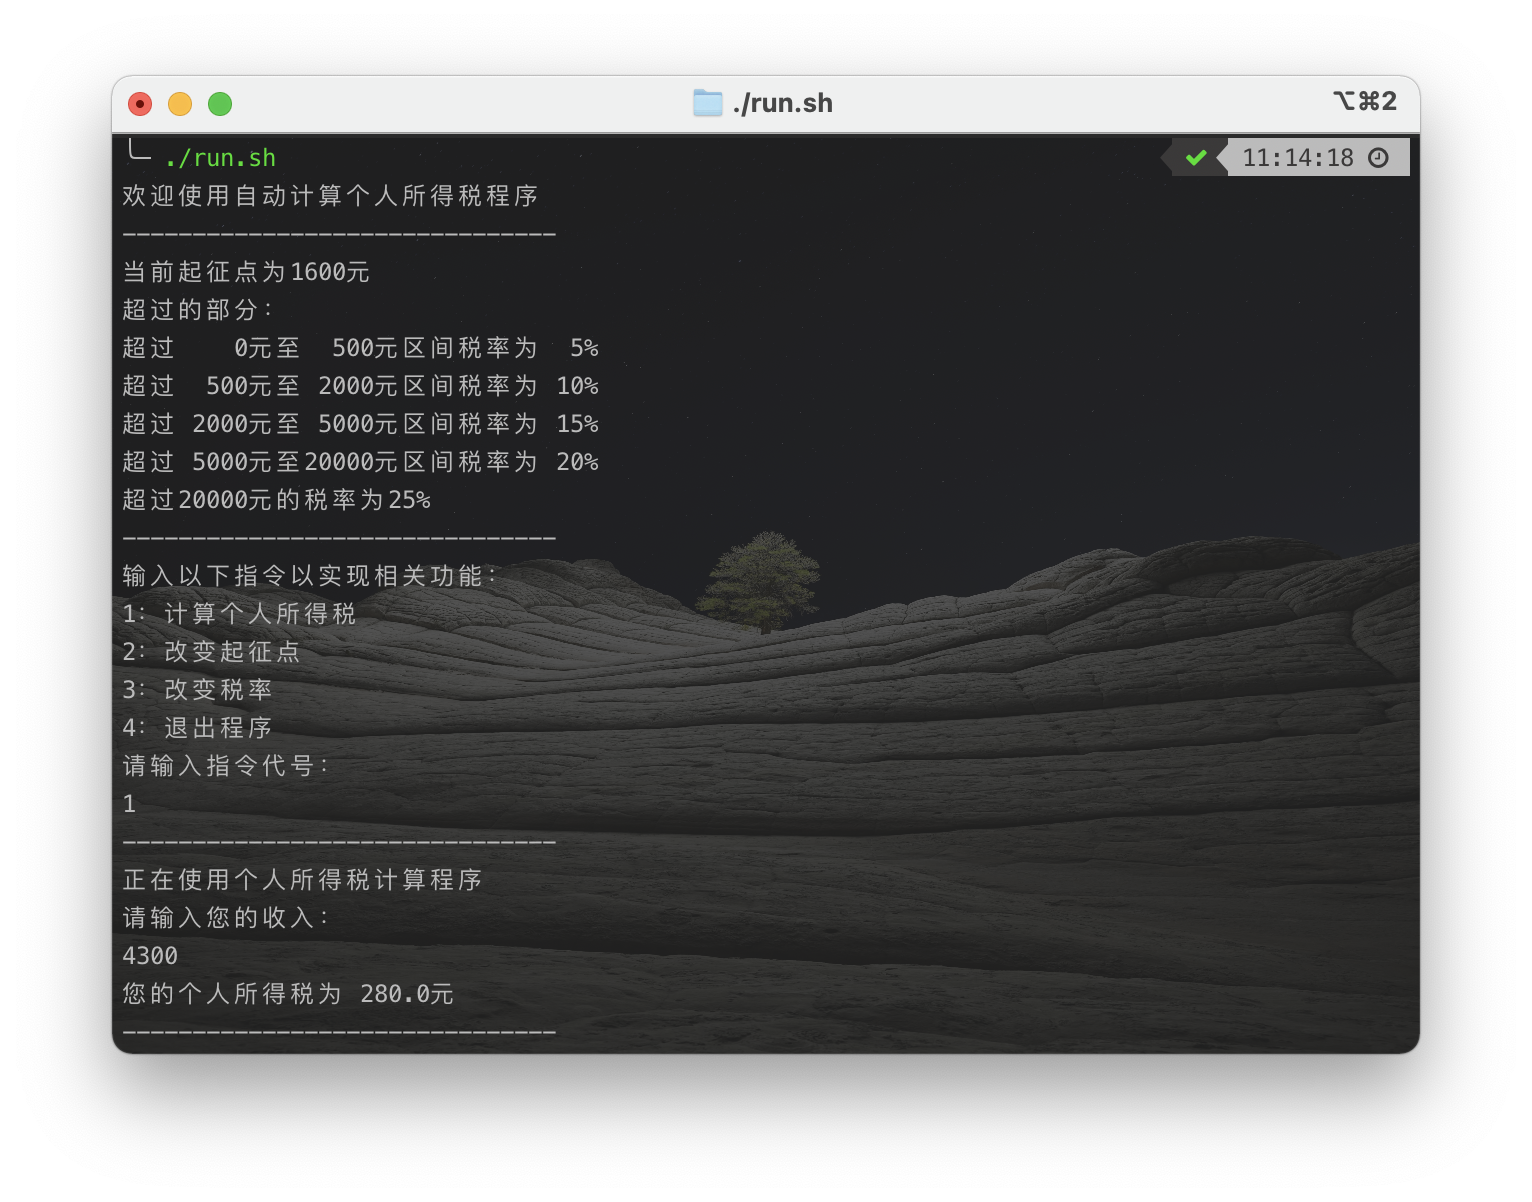 ./run.sh
⌥⌘2
./run.sh
11:14:18
欢迎使用自动计算个人所得税程序
-------------------------------
当前起征点为1600元
超过的部分：
超过    0元至  500元区间税率为  5%
超过  500元至 2000元区间税率为 10%
超过 2000元至 5000元区间税率为 15%
超过 5000元至20000元区间税率为 20%
超过20000元的税率为25%
-------------------------------
输入以下指令以实现相关功能：
1: 计算个人所得税
2: 改变起征点
3: 改变税率
4: 退出程序
请输入指令代号：
1
-------------------------------
正在使用个人所得税计算程序
请输入您的收入：
4300
您的个人所得税为 280.0元
-------------------------------